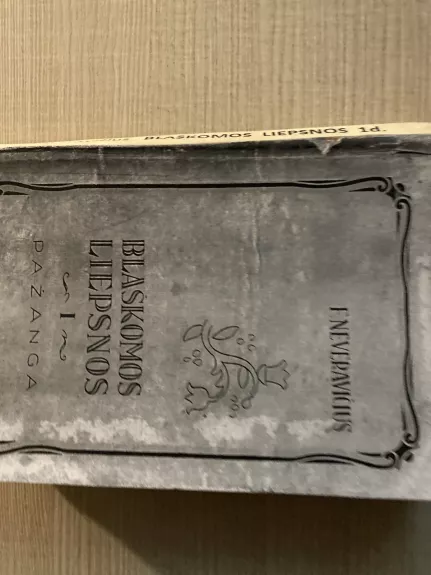 BLAŠKOMOS LIEPSNOS 1d.
F. NEVERAVIČIUS
BLAŠKOMOS
LIEPSNOS
I
PAŽANGA